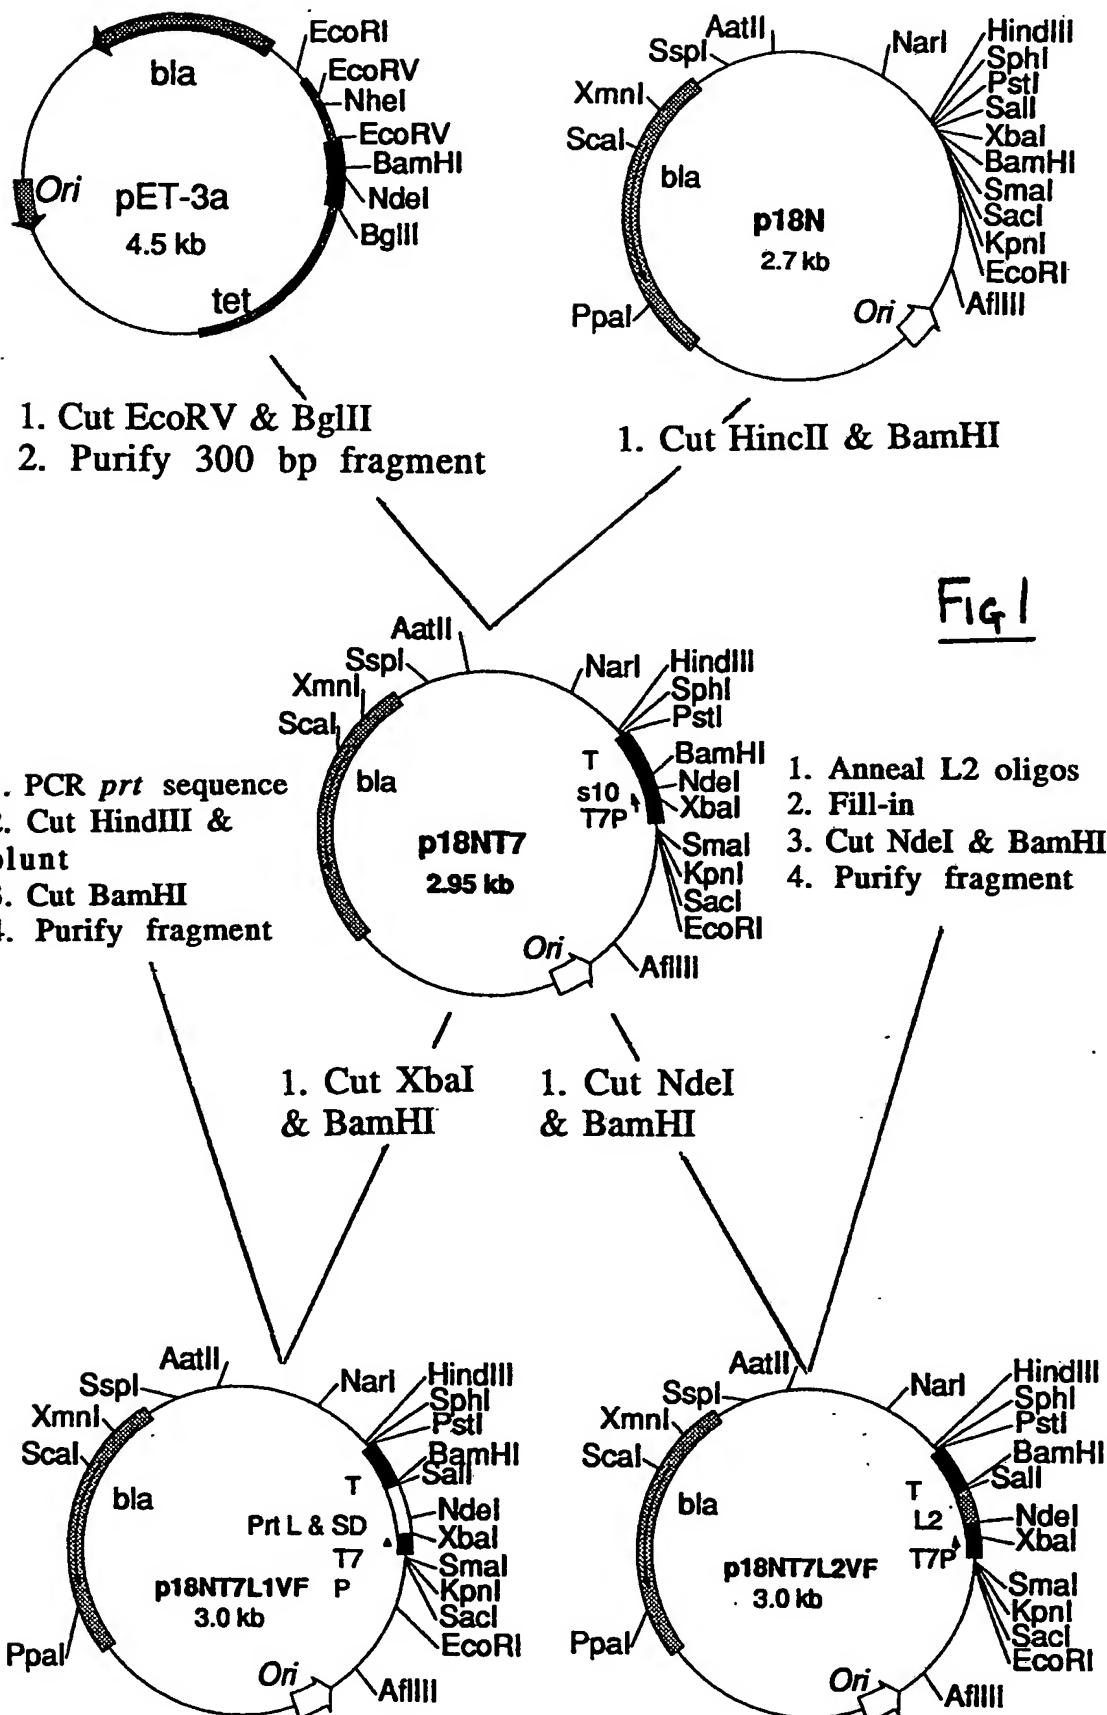 bla
EcoRI
EcoRV
NheI
EcoRV
BamHI
NdeI
BglII
Ori
pET-3a
4.5 kb
tet
AatII
SspI
XmnI
ScaI
bla
PpaI
NarI
HindIII
SphI
PstI
SalI
XbaI
BamHI
SmaI
SacI
KpnI
EcoRI
AflIII
p18N
2.7 kb
Ori
1. Cut EcoRV & BglII
2. Purify 300 bp fragment
1. Cut HincII & BamHI
FIG 1
AatII
SspI
XmnI
ScaI
bla
NarI
HindIII
SphI
PstI
BamHI
NdeI
XbaI
SmaI
KpnI
SacI
EcoRI
AflIII
T
s10
T7P
p18NT7
2.95 kb
Ori
. PCR prt sequence
2. Cut HindIII &
blunt
3. Cut BamHI
4. Purify fragment
1. Anneal L2 oligos
2. Fill-in
3. Cut NdeI & BamHI
4. Purify fragment
1. Cut XbaI
& BamHI
1. Cut NdeI
& BamHI
AatII
SspI
XmnI
ScaI
bla
PpaI
NarI
HindIII
SphI
PstI
BamHI
SalI
NdeI
XbaI
SmaI
KpnI
SacI
EcoRI
AflIII
T
Prt L & SD
T7
P
p18NT7L1VF
3.0 kb
Ori
AatII
SspI
XmnI
ScaI
bla
PpaI
NarI
HindIII
SphI
PstI
BamHI
SalI
NdeI
XbaI
SmaI
KpnI
SacI
EcoRI
AflIII
T
L2
T7P
p18NT7L2VF
3.0 kb
Ori